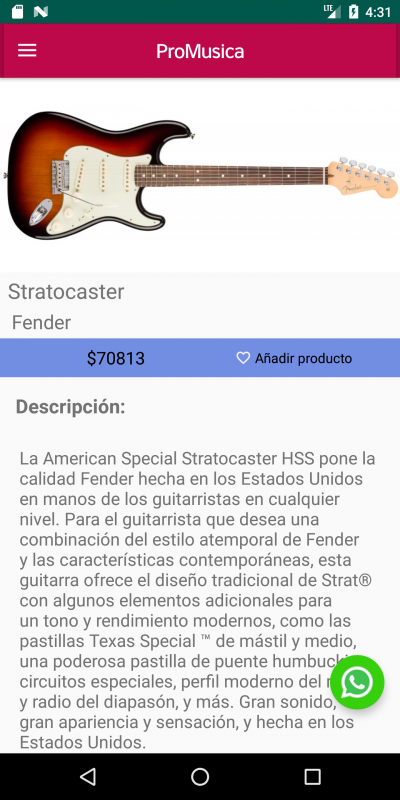 LTE 4:31
ProMusica
Fender
Stratocaster
Fender
$70813 Añadir producto
Descripción:
La American Special Stratocaster HSS pone la
calidad Fender hecha en los Estados Unidos
en manos de los guitarristas en cualquier
nivel. Para el guitarrista que desea una
combinación del estilo atemporal de Fender
y las características contemporáneas, esta
guitarra ofrece el diseño tradicional de Strat®
con algunos elementos adicionales para
un tono y rendimiento modernos, como las
pastillas Texas Special ™ de mástil y medio,
una poderosa pastilla de puente
circuitos especiales, perfil moderno del
y radio del diapasón, y más. Gran sonido,
gran apariencia y sensación, y hecha en los
Estados Unidos.